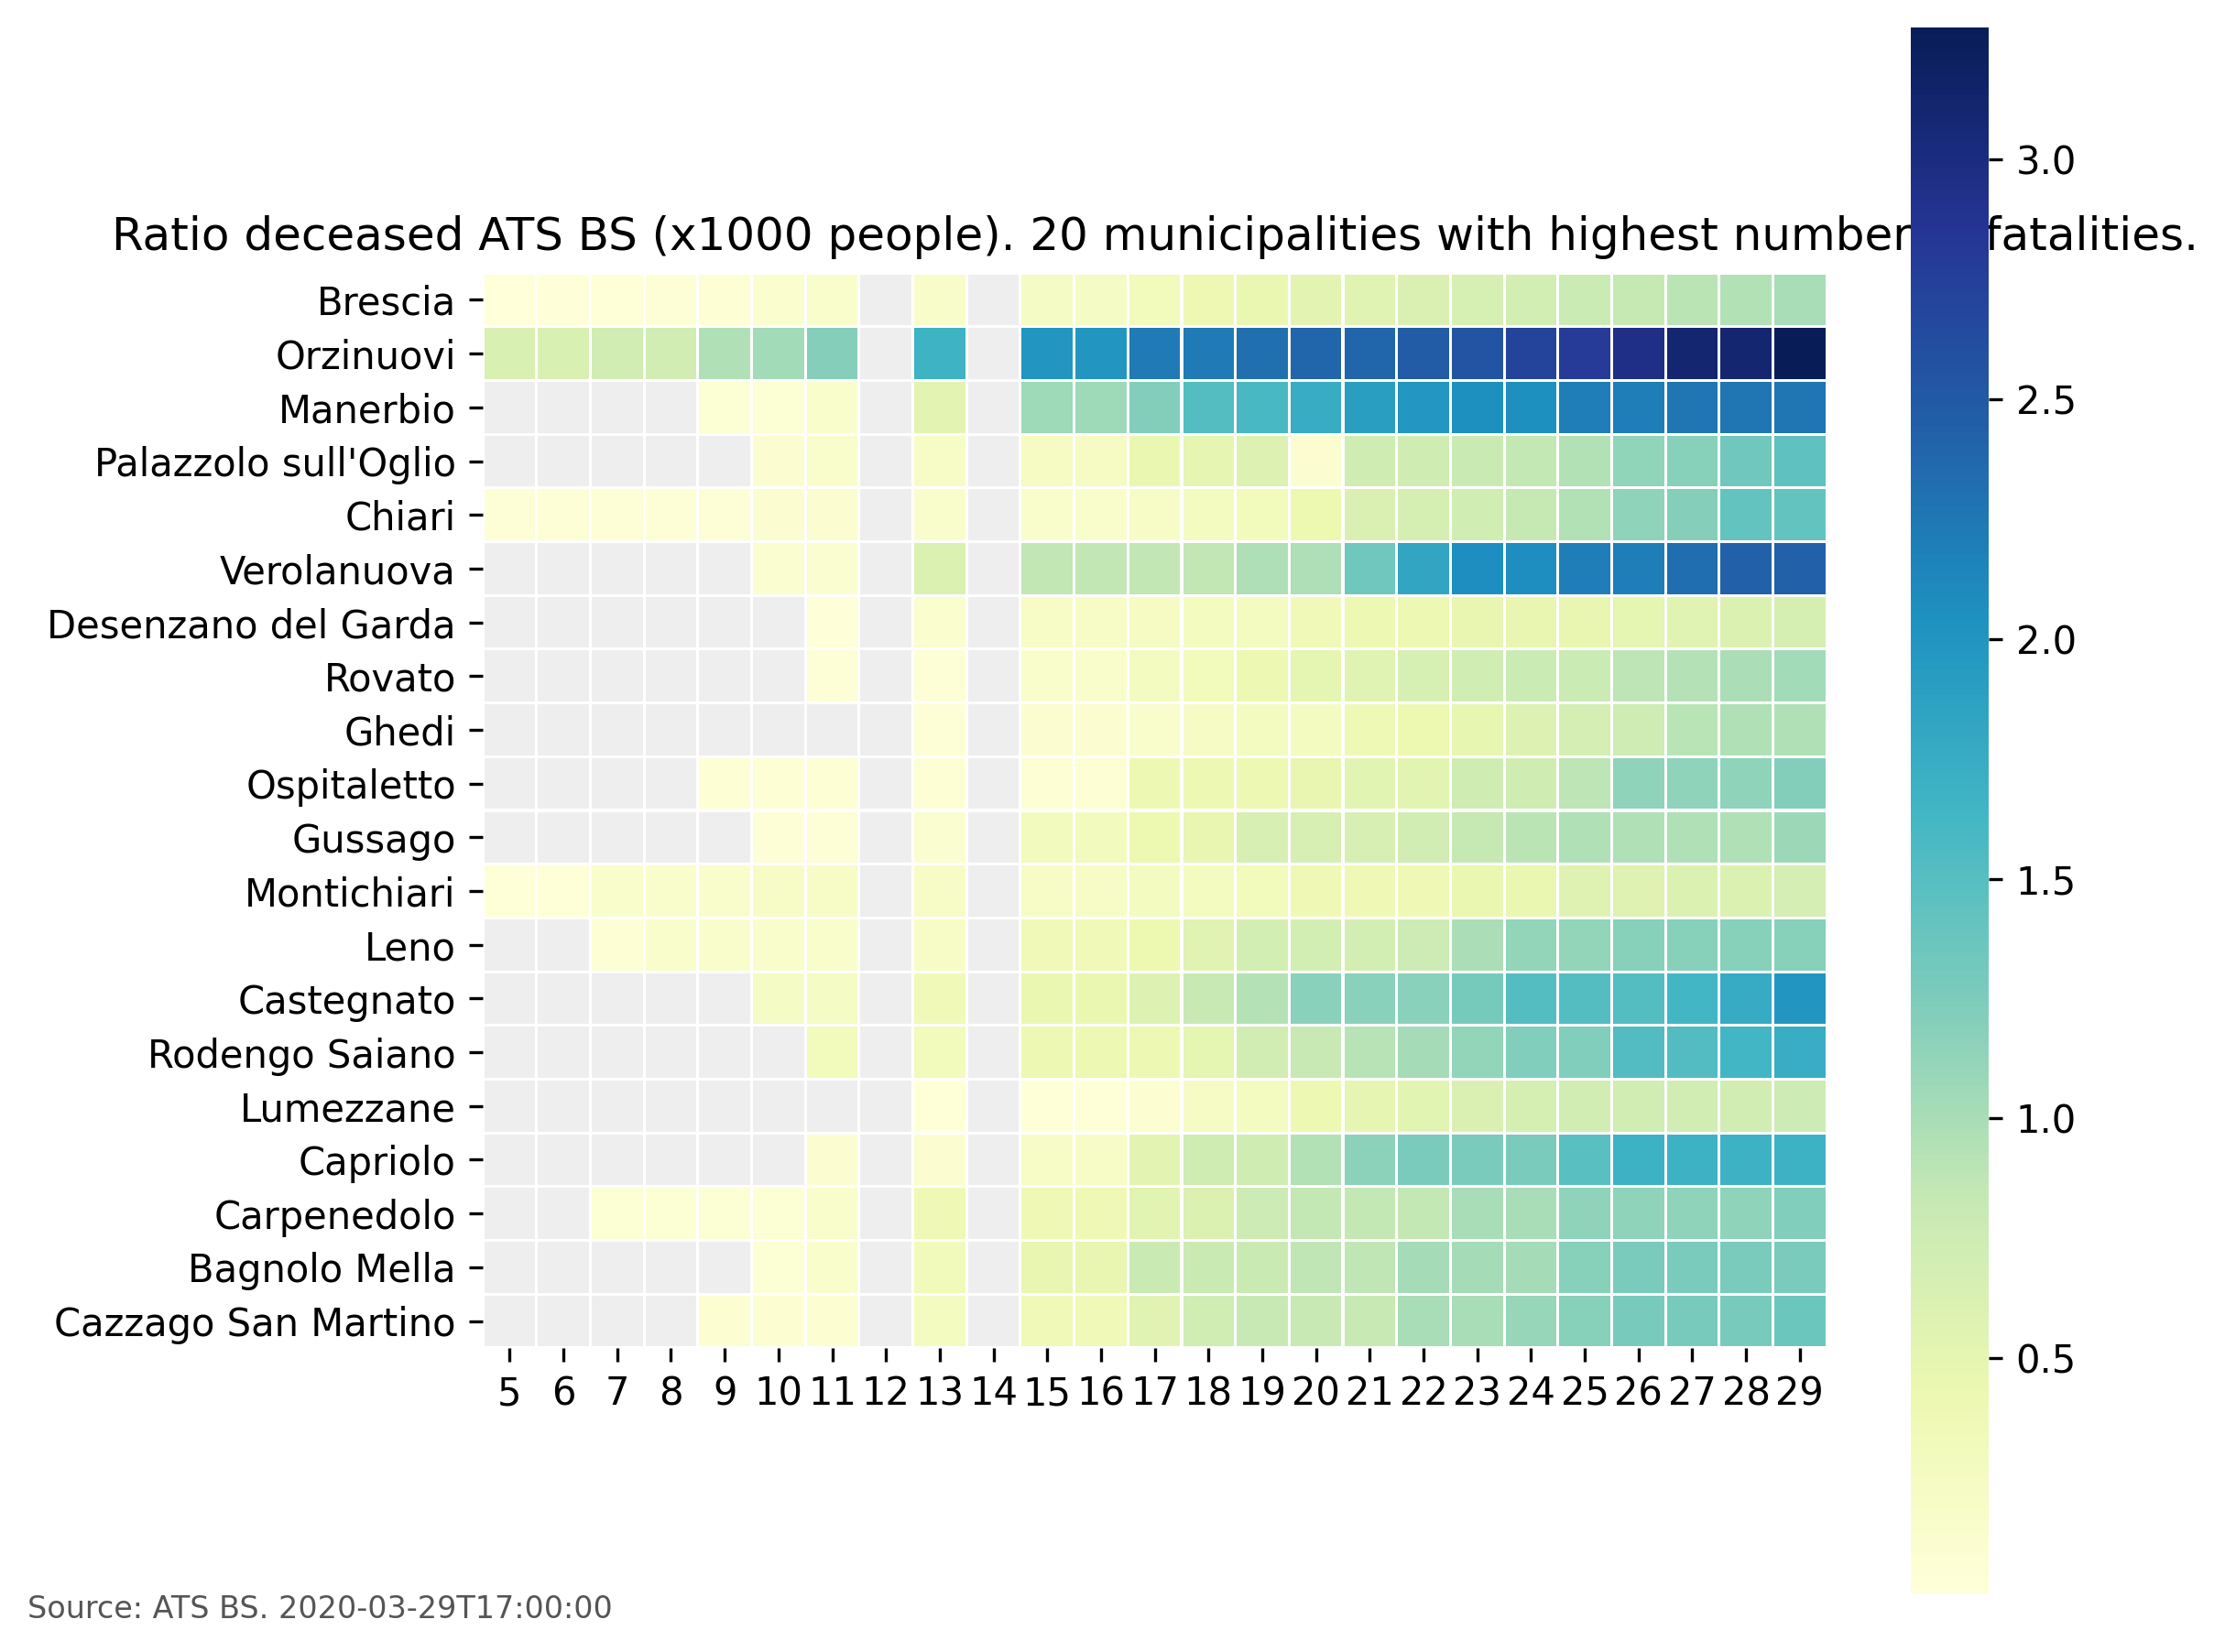 Ratio deceased ATS BS (x1000 people). 20 municipalities with highest number fatalities.
Brescia
Orzinuovi
Manerbio
Palazzolo sull'Oglio
Chiari
Verolanuova
Desenzano del Garda
Rovato
Ghedi
Ospitaletto
Gussago
Montichiari
Leno
Castegnato
Rodengo Saiano
Lumezzane
Capriolo
Carpenedolo
Bagnolo Mella
Cazzago San Martino
5 6 7 8 9 10 11 12 13 14 15 16 17 18 19 20 21 22 23 24 25 26 27 28 29
3.0
2.5
2.0
1.5
1.0
0.5
Source: ATS BS. 2020-03-29T17:00:00